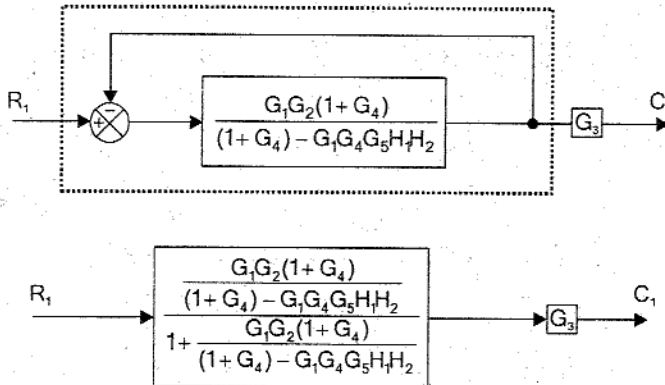 − 
R₁ + G₁G₂(1+G₄) C
(1+G₄)−G₁G₄G₅H₁H₂ G₃
G₁G₂(1+G₄)
R₁ (1+G₄)−G₁G₄G₅H₁H₂ C₁
1+ G₁G₂(1+G₄) G₃
(1+G₄)−G₁G₄G₅H₁H₂